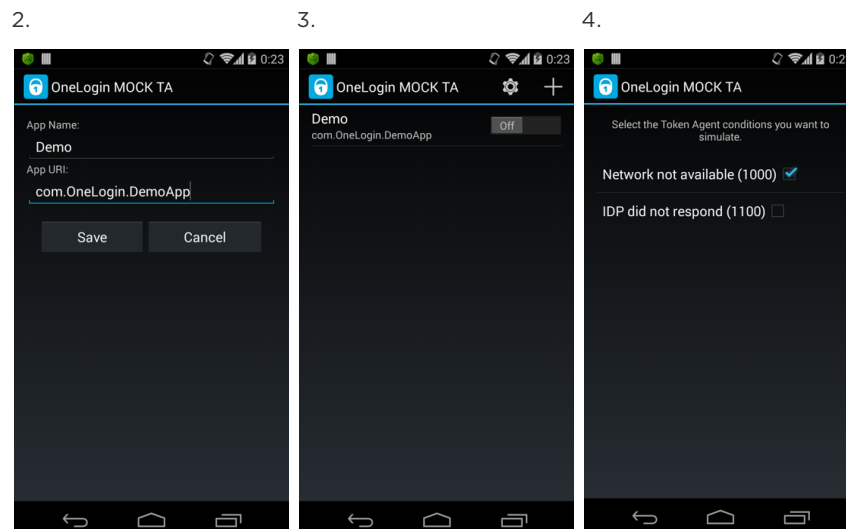 2.
3.
4.
0:23
OneLogin MOCK TA
App Name:
Demo
App URI:
com.OneLogin.DemoApp
Save
Cancel
0:23
OneLogin MOCK TA
Demo
com.OneLogin.DemoApp
Off
0:2
OneLogin MOCK TA
Select the Token Agent conditions you want to
simulate.
Network not available (1000)
IDP did not respond (1100)